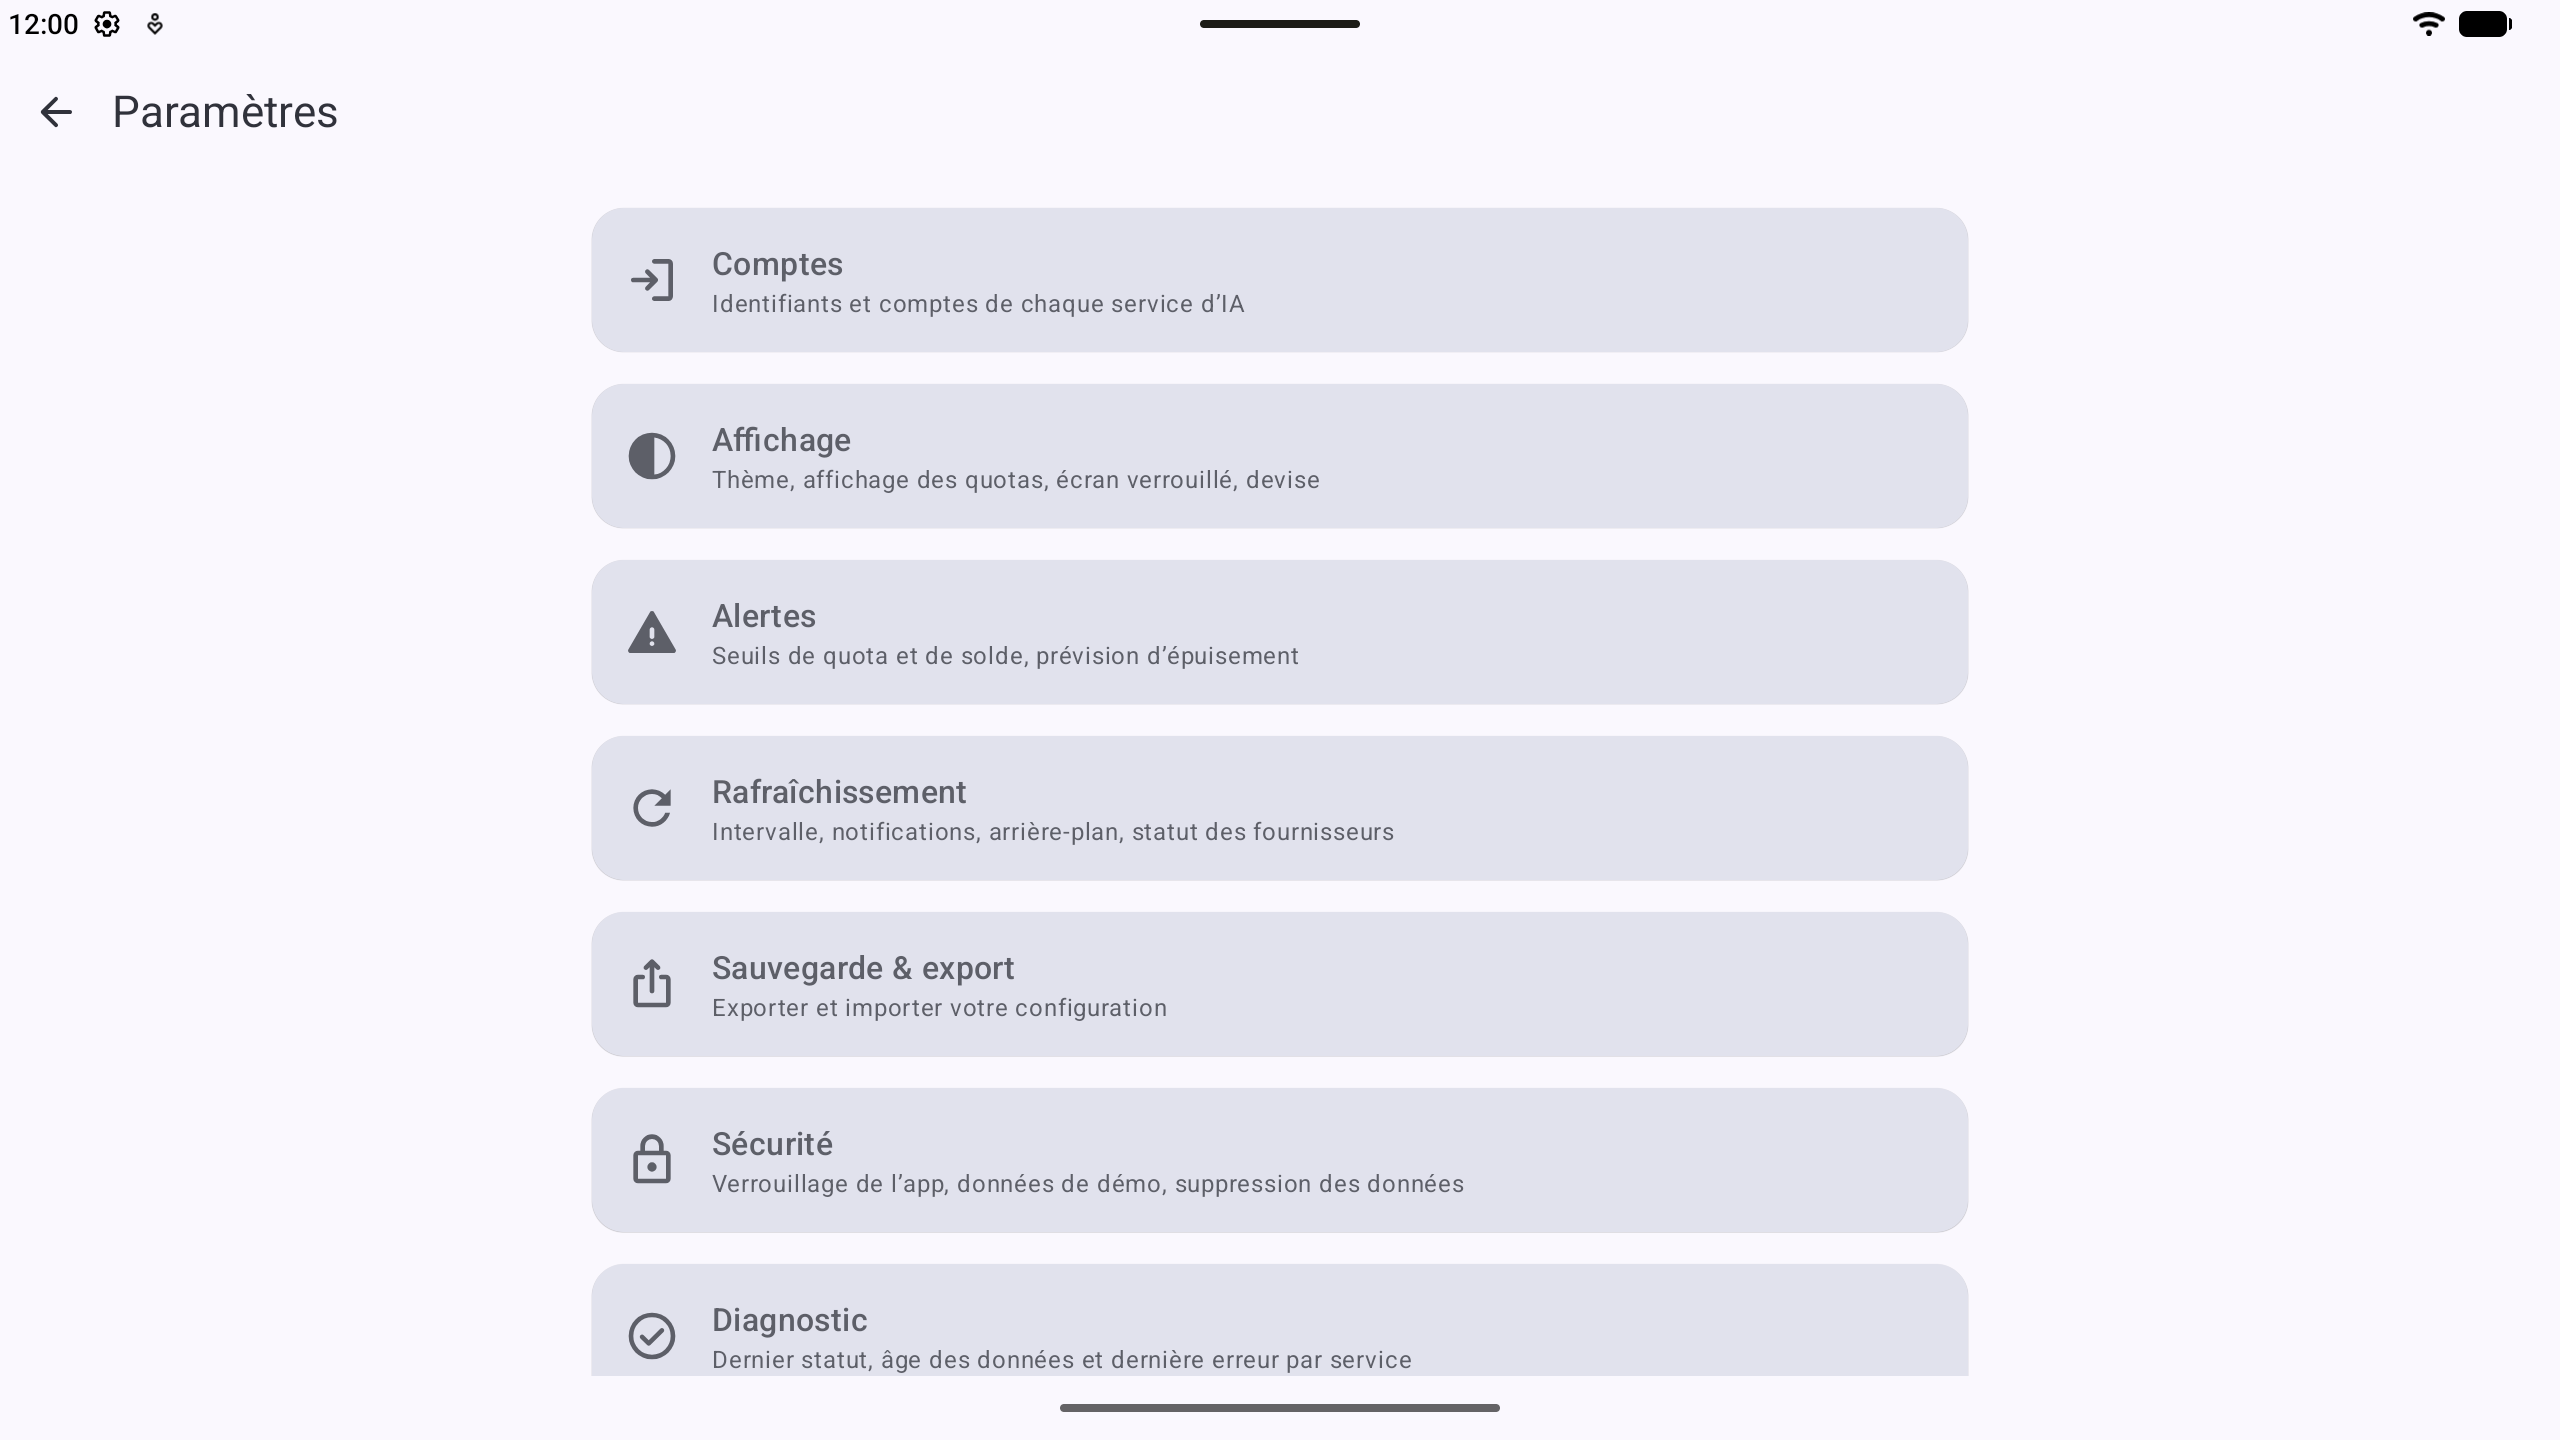 12:00
Paramètres
Comptes
Identifiants et comptes de chaque service d’IA
Affichage
Thème, affichage des quotas, écran verrouillé, devise
Alertes
Seuils de quota et de solde, prévision d’épuisement
Rafraîchissement
Intervalle, notifications, arrière-plan, statut des fournisseurs
Sauvegarde & export
Exporter et importer votre configuration
Sécurité
Verrouillage de l’app, données de démo, suppression des données
Diagnostic
Dernier statut, âge des données et dernière erreur par service